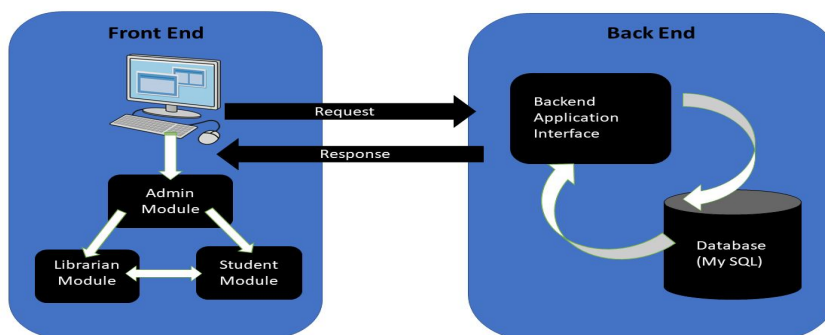 Front End
Back End
Request
Response
Backend
Application
Interface
Admin
Module
Librarian
Module
Student
Module
Database
(My SQL)